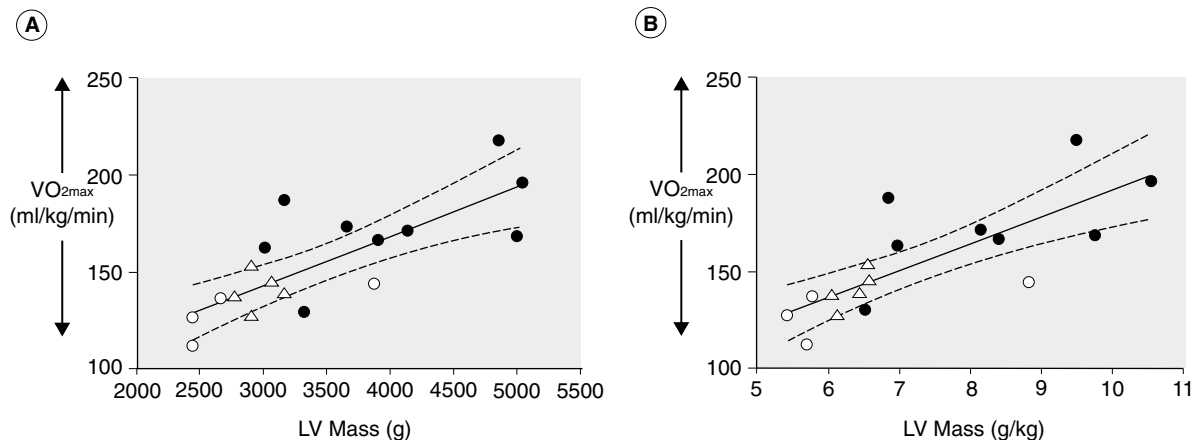 A
250
200
150
100
VO2max
(ml/kg/min)
2000 2500 3000 3500 4000 4500 5000 5500
LV Mass (g)
B
250
200
150
100
VO2max
(ml/kg/min)
5 6 7 8 9 10 11
LV Mass (g/kg)